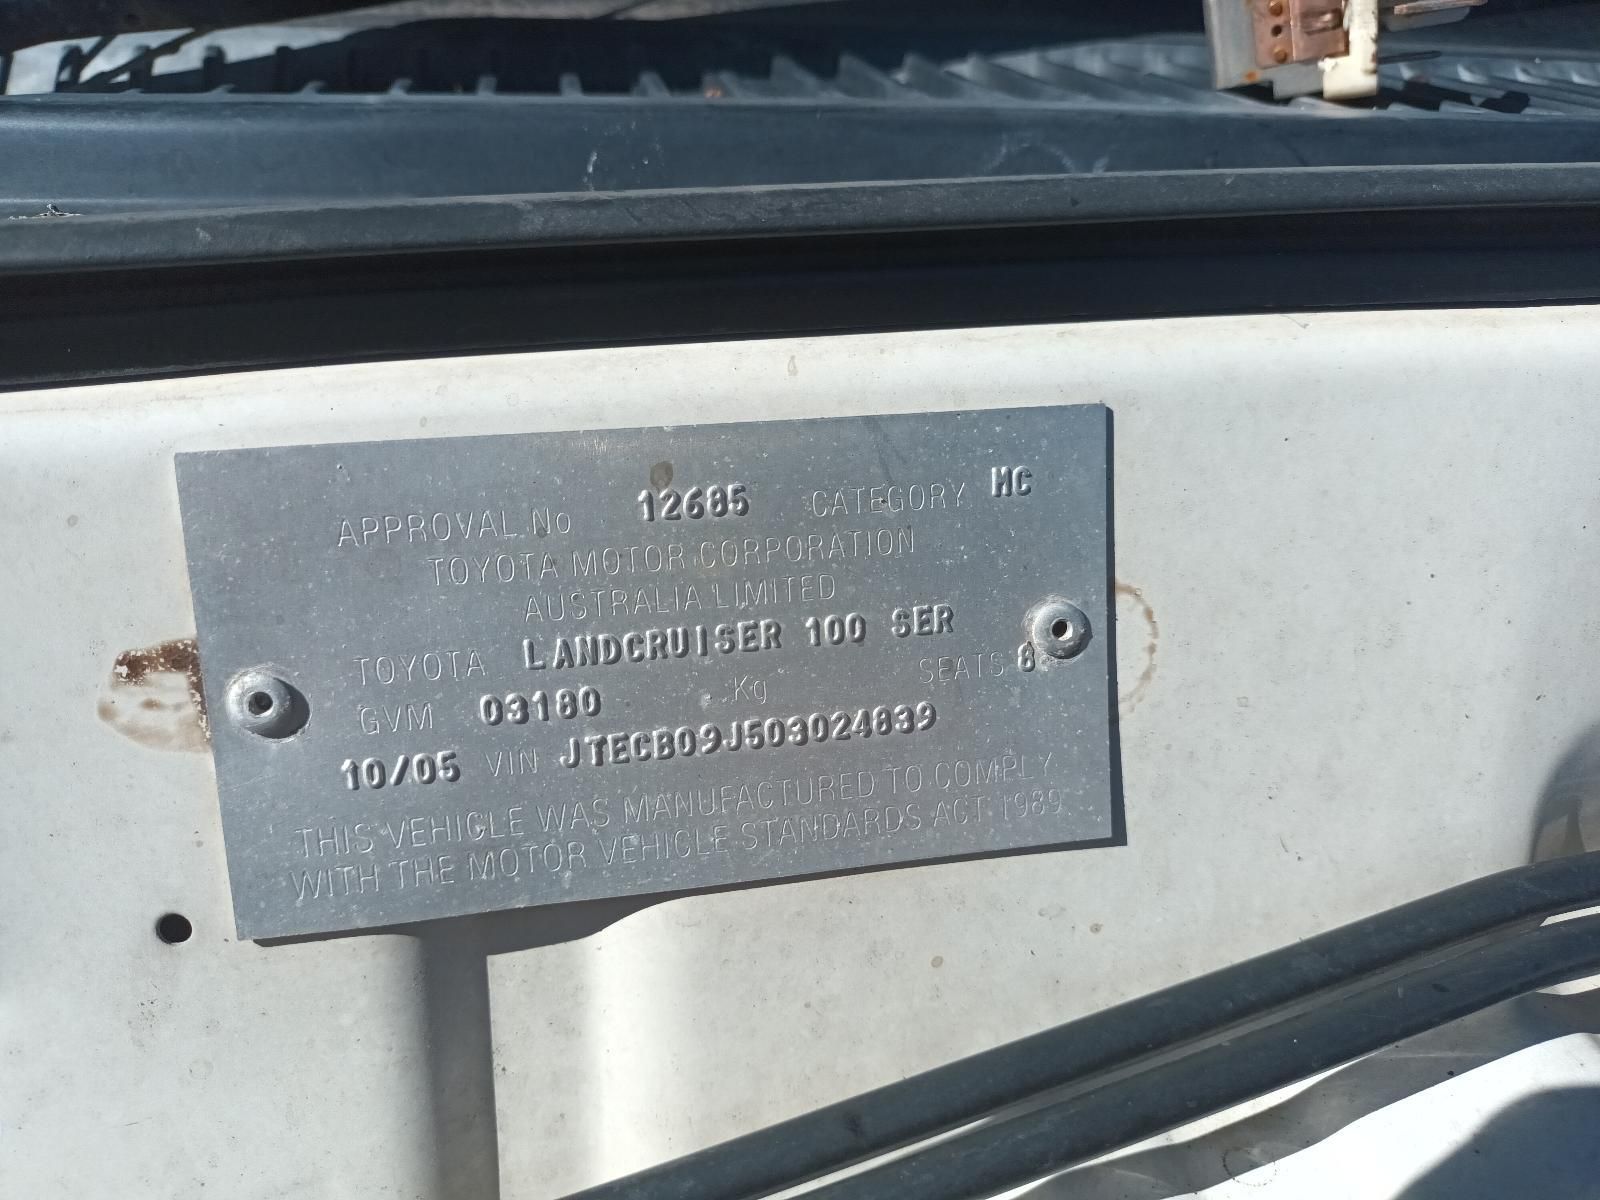 APPROVAL No 12685 CATEGORY MC
TOYOTA MOTOR CORPORATION
AUSTRALIA LIMITED
TOYOTA LANDCRUISER 100 SER
GVM 03180 Kg SEATS 8
10/05 VIN JTECB09J503024839
THIS VEHICLE WAS MANUFACTURED TO COMPLY
WITH THE MOTOR VEHICLE STANDARDS ACT 1989